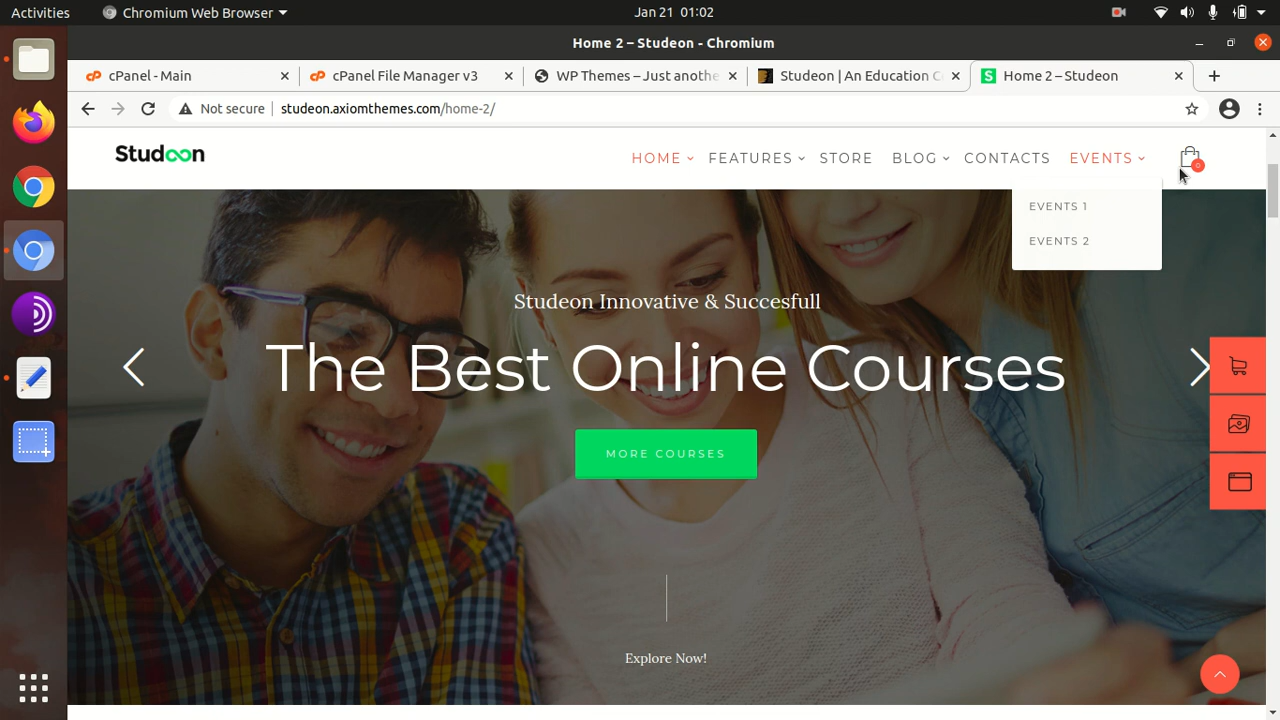 Activities
Chromium Web Browser
Jan 21 01:02
Home 2 – Studeon - Chromium
cPanel - Main
cPanel File Manager v3
WP Themes – Just anothe
Studeon | An Education C
Home 2 – Studeon
Not secure
studeon.axiomthemes.com/home-2/
Studeon
HOME
FEATURES
STORE
BLOG
CONTACTS
EVENTS
0
EVENTS 1
EVENTS 2
Studeon Innovative & Succesfull
The Best Online Courses
MORE COURSES
Explore Now!